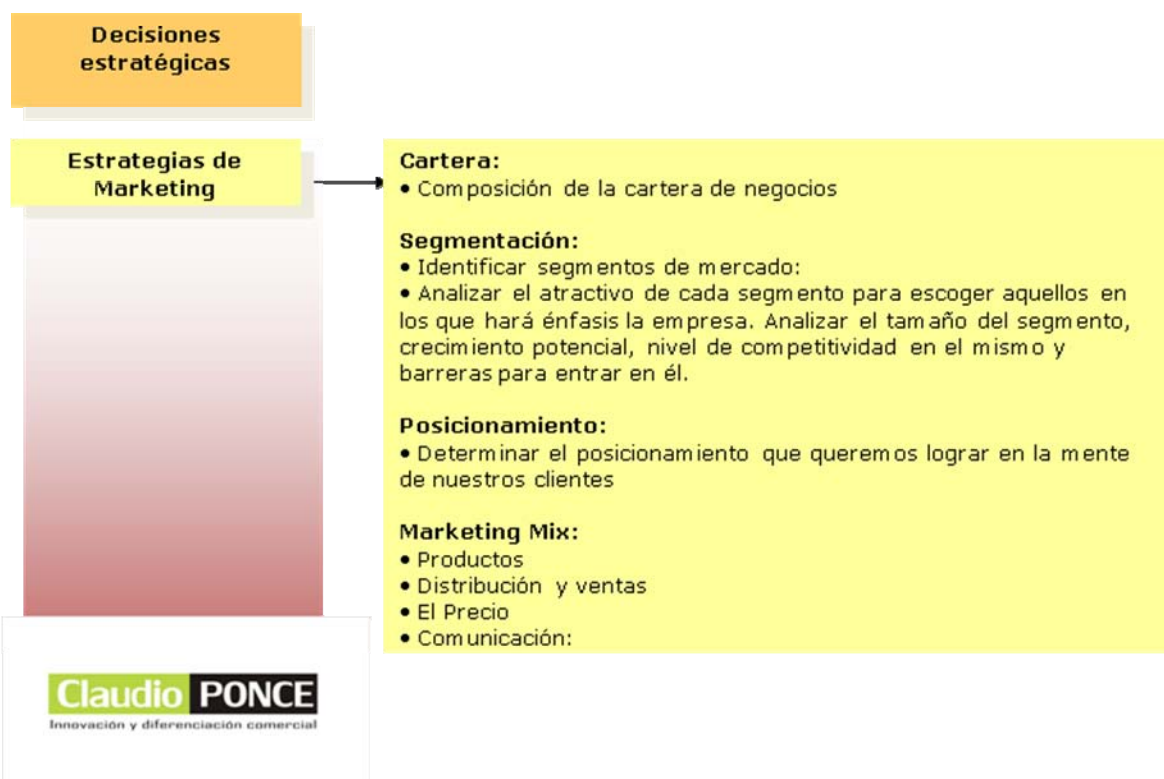 Decisiones
estratégicas
Estrategias de
Marketing
Cartera:
• Composición de la cartera de negocios
Segmentación:
• Identificar segmentos de mercado:
• Analizar el atractivo de cada segmento para escoger aquellos en
los que hará énfasis la empresa. Analizar el tamaño del segmento,
crecimiento potencial, nivel de competitividad en el mismo y
barreras para entrar en él.
Posicionamiento:
• Determinar el posicionamiento que queremos lograr en la mente
de nuestros clientes
Marketing Mix:
• Productos
• Distribución y ventas
• El Precio
• Comunicación:
Claudio PONCE
Innovación y diferenciación comercial